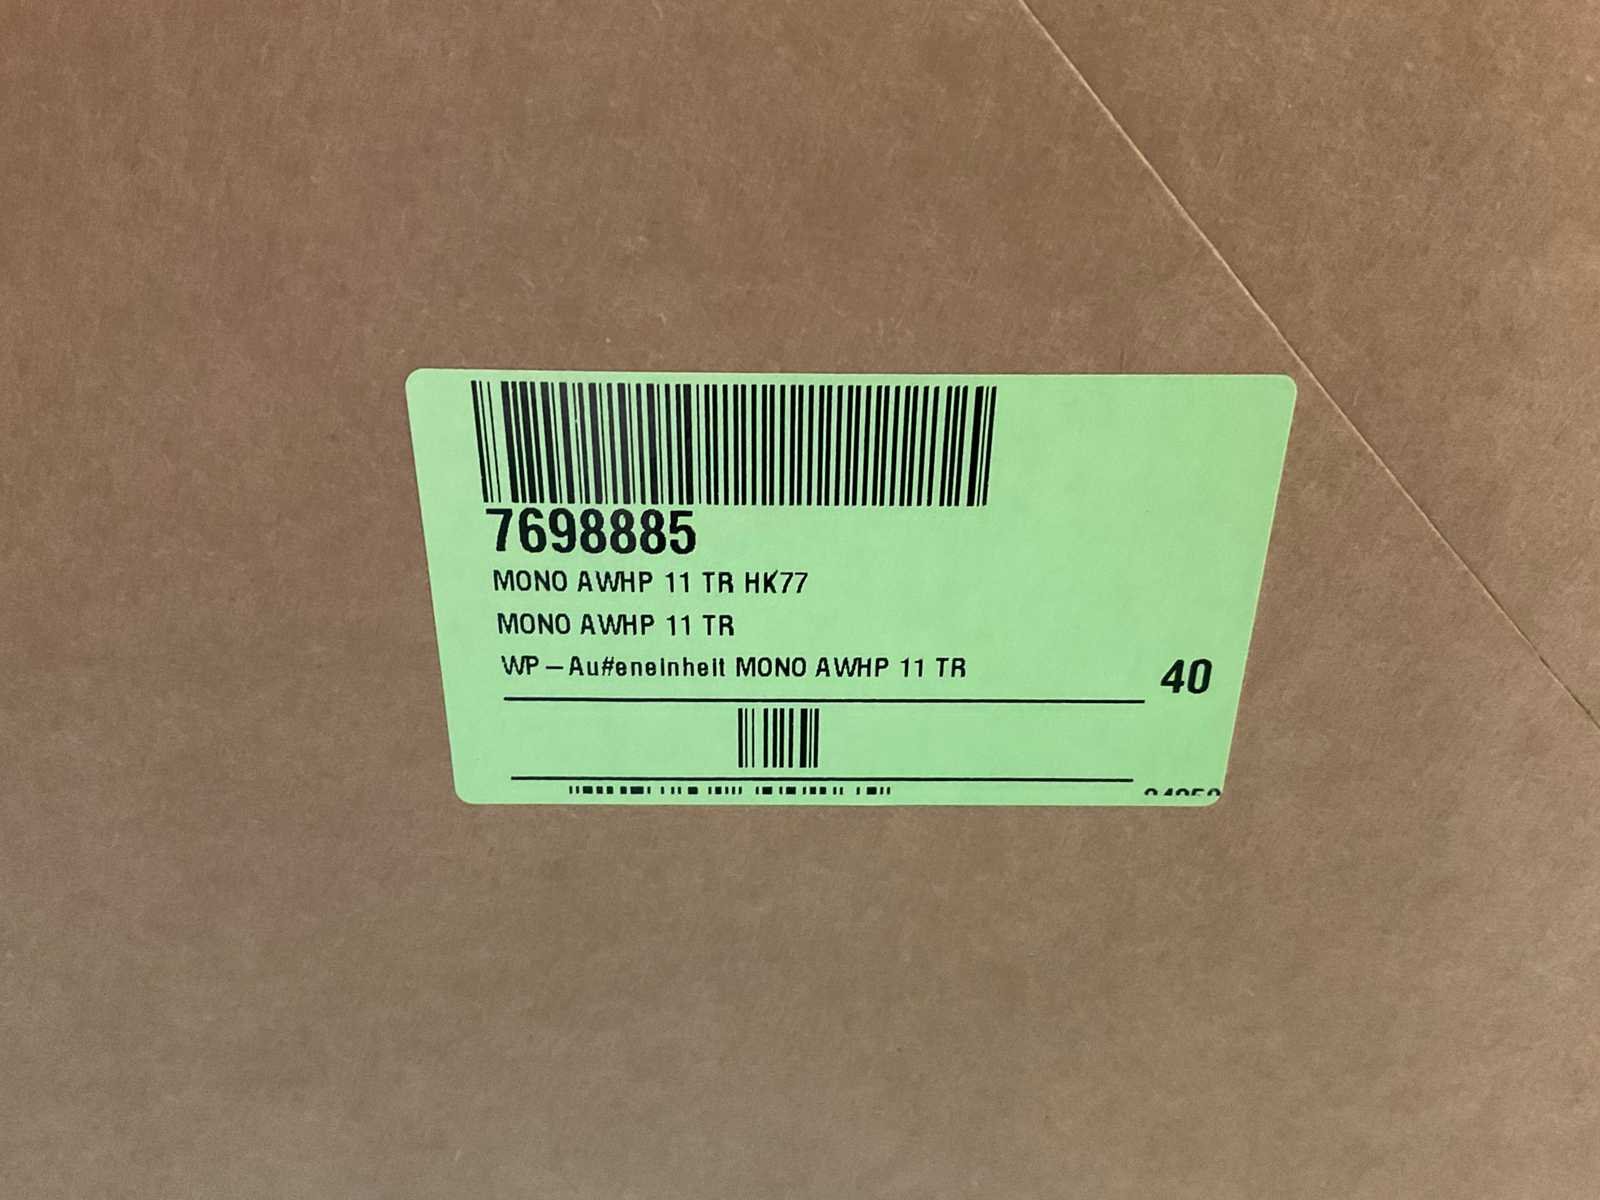 7698885
MONO AWHP 11 TR HK77
MONO AWHP 11 TR
WP-Au#eneinheit MONO AWHP 11 TR
40